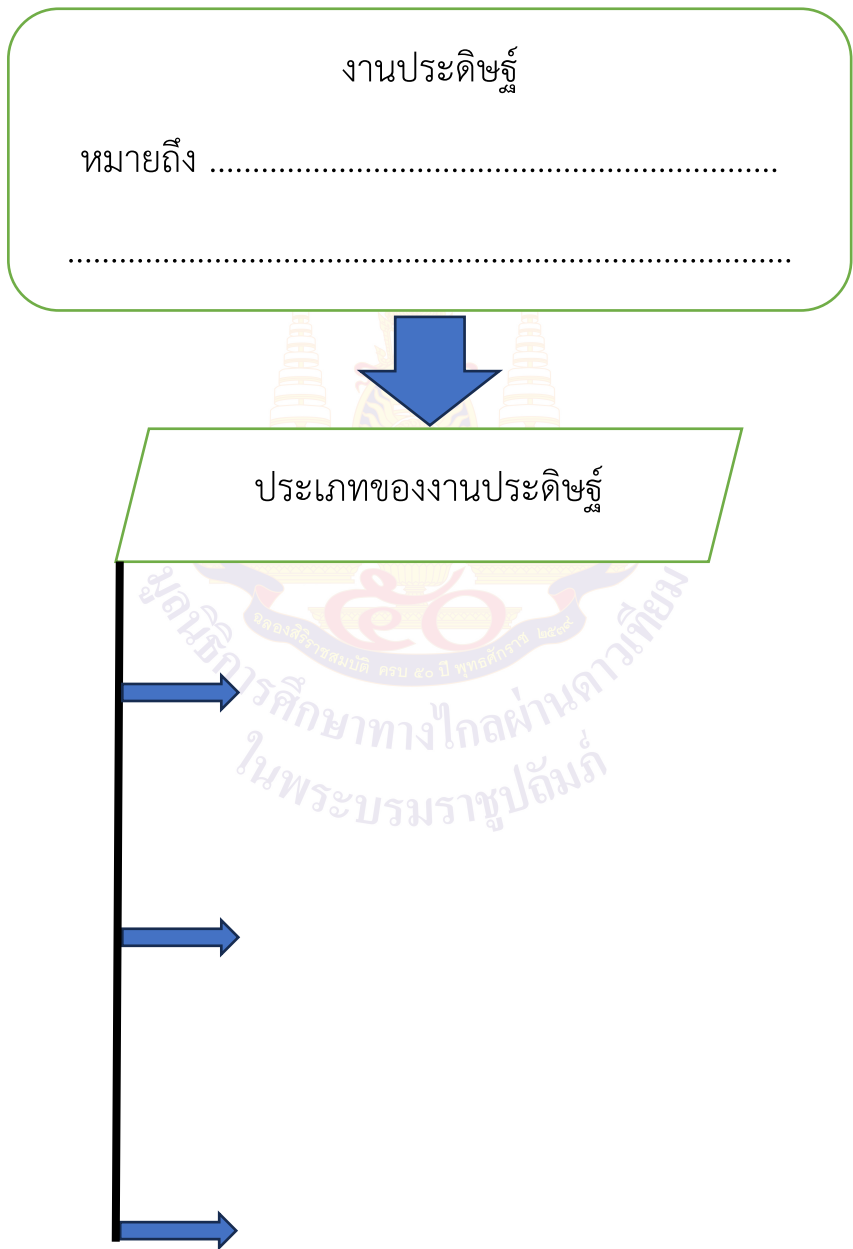 งานประดิษฐ์
หมายถึง ..................................................................
....................................................................................
ประเภทของงานประดิษฐ์
๕๐
ฉลองสิริราชสมบัติ ครบ ๕๐ ปี พุทธศักราช ๒๕๓๙
มูลนิธิการศึกษาทางไกลผ่านดาวเทียม
ในพระบรมราชูปถัมภ์